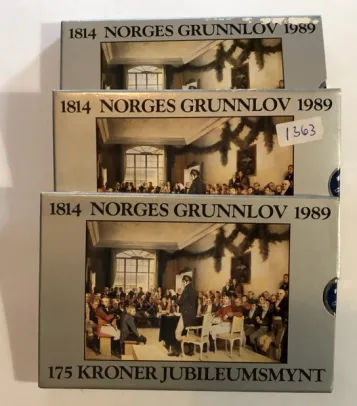 1814 NORGES GRUNNLOV 1989
1814 NORGES GRUNNLOV 1989
1363
1814 NORGES GRUNNLOV 1989
175 KRONER JUBILEUMSMYNT